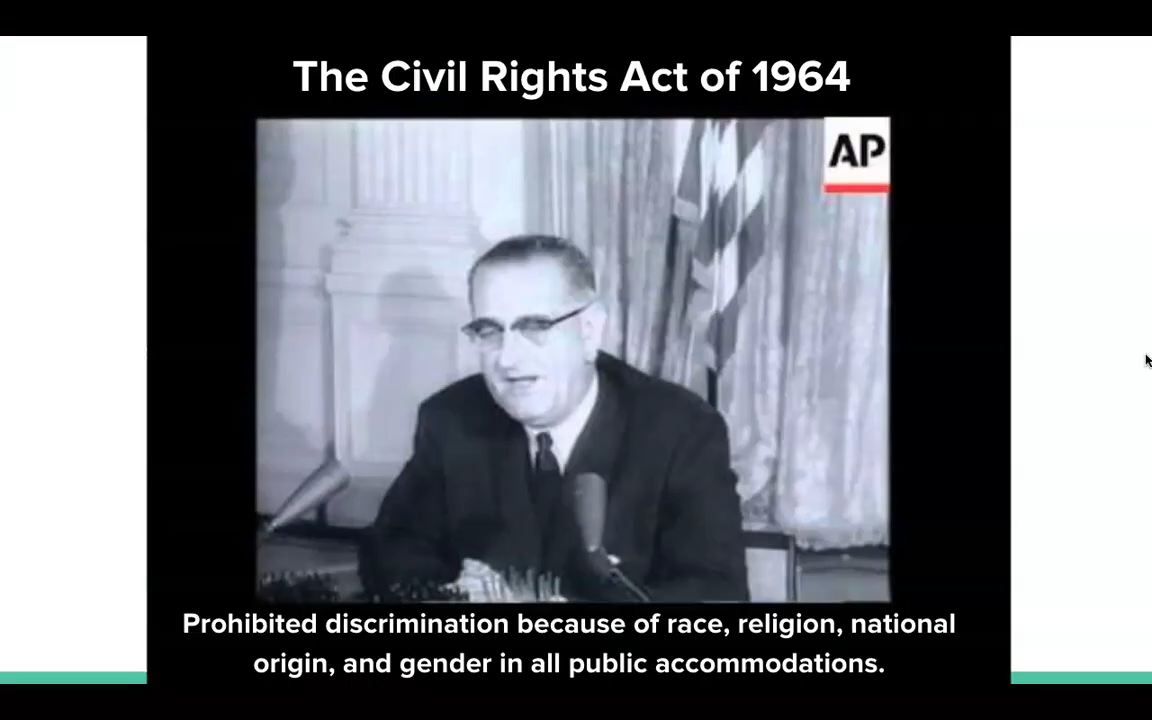 The Civil Rights Act of 1964
AP
Prohibited discrimination because of race, religion, national
origin, and gender in all public accommodations.